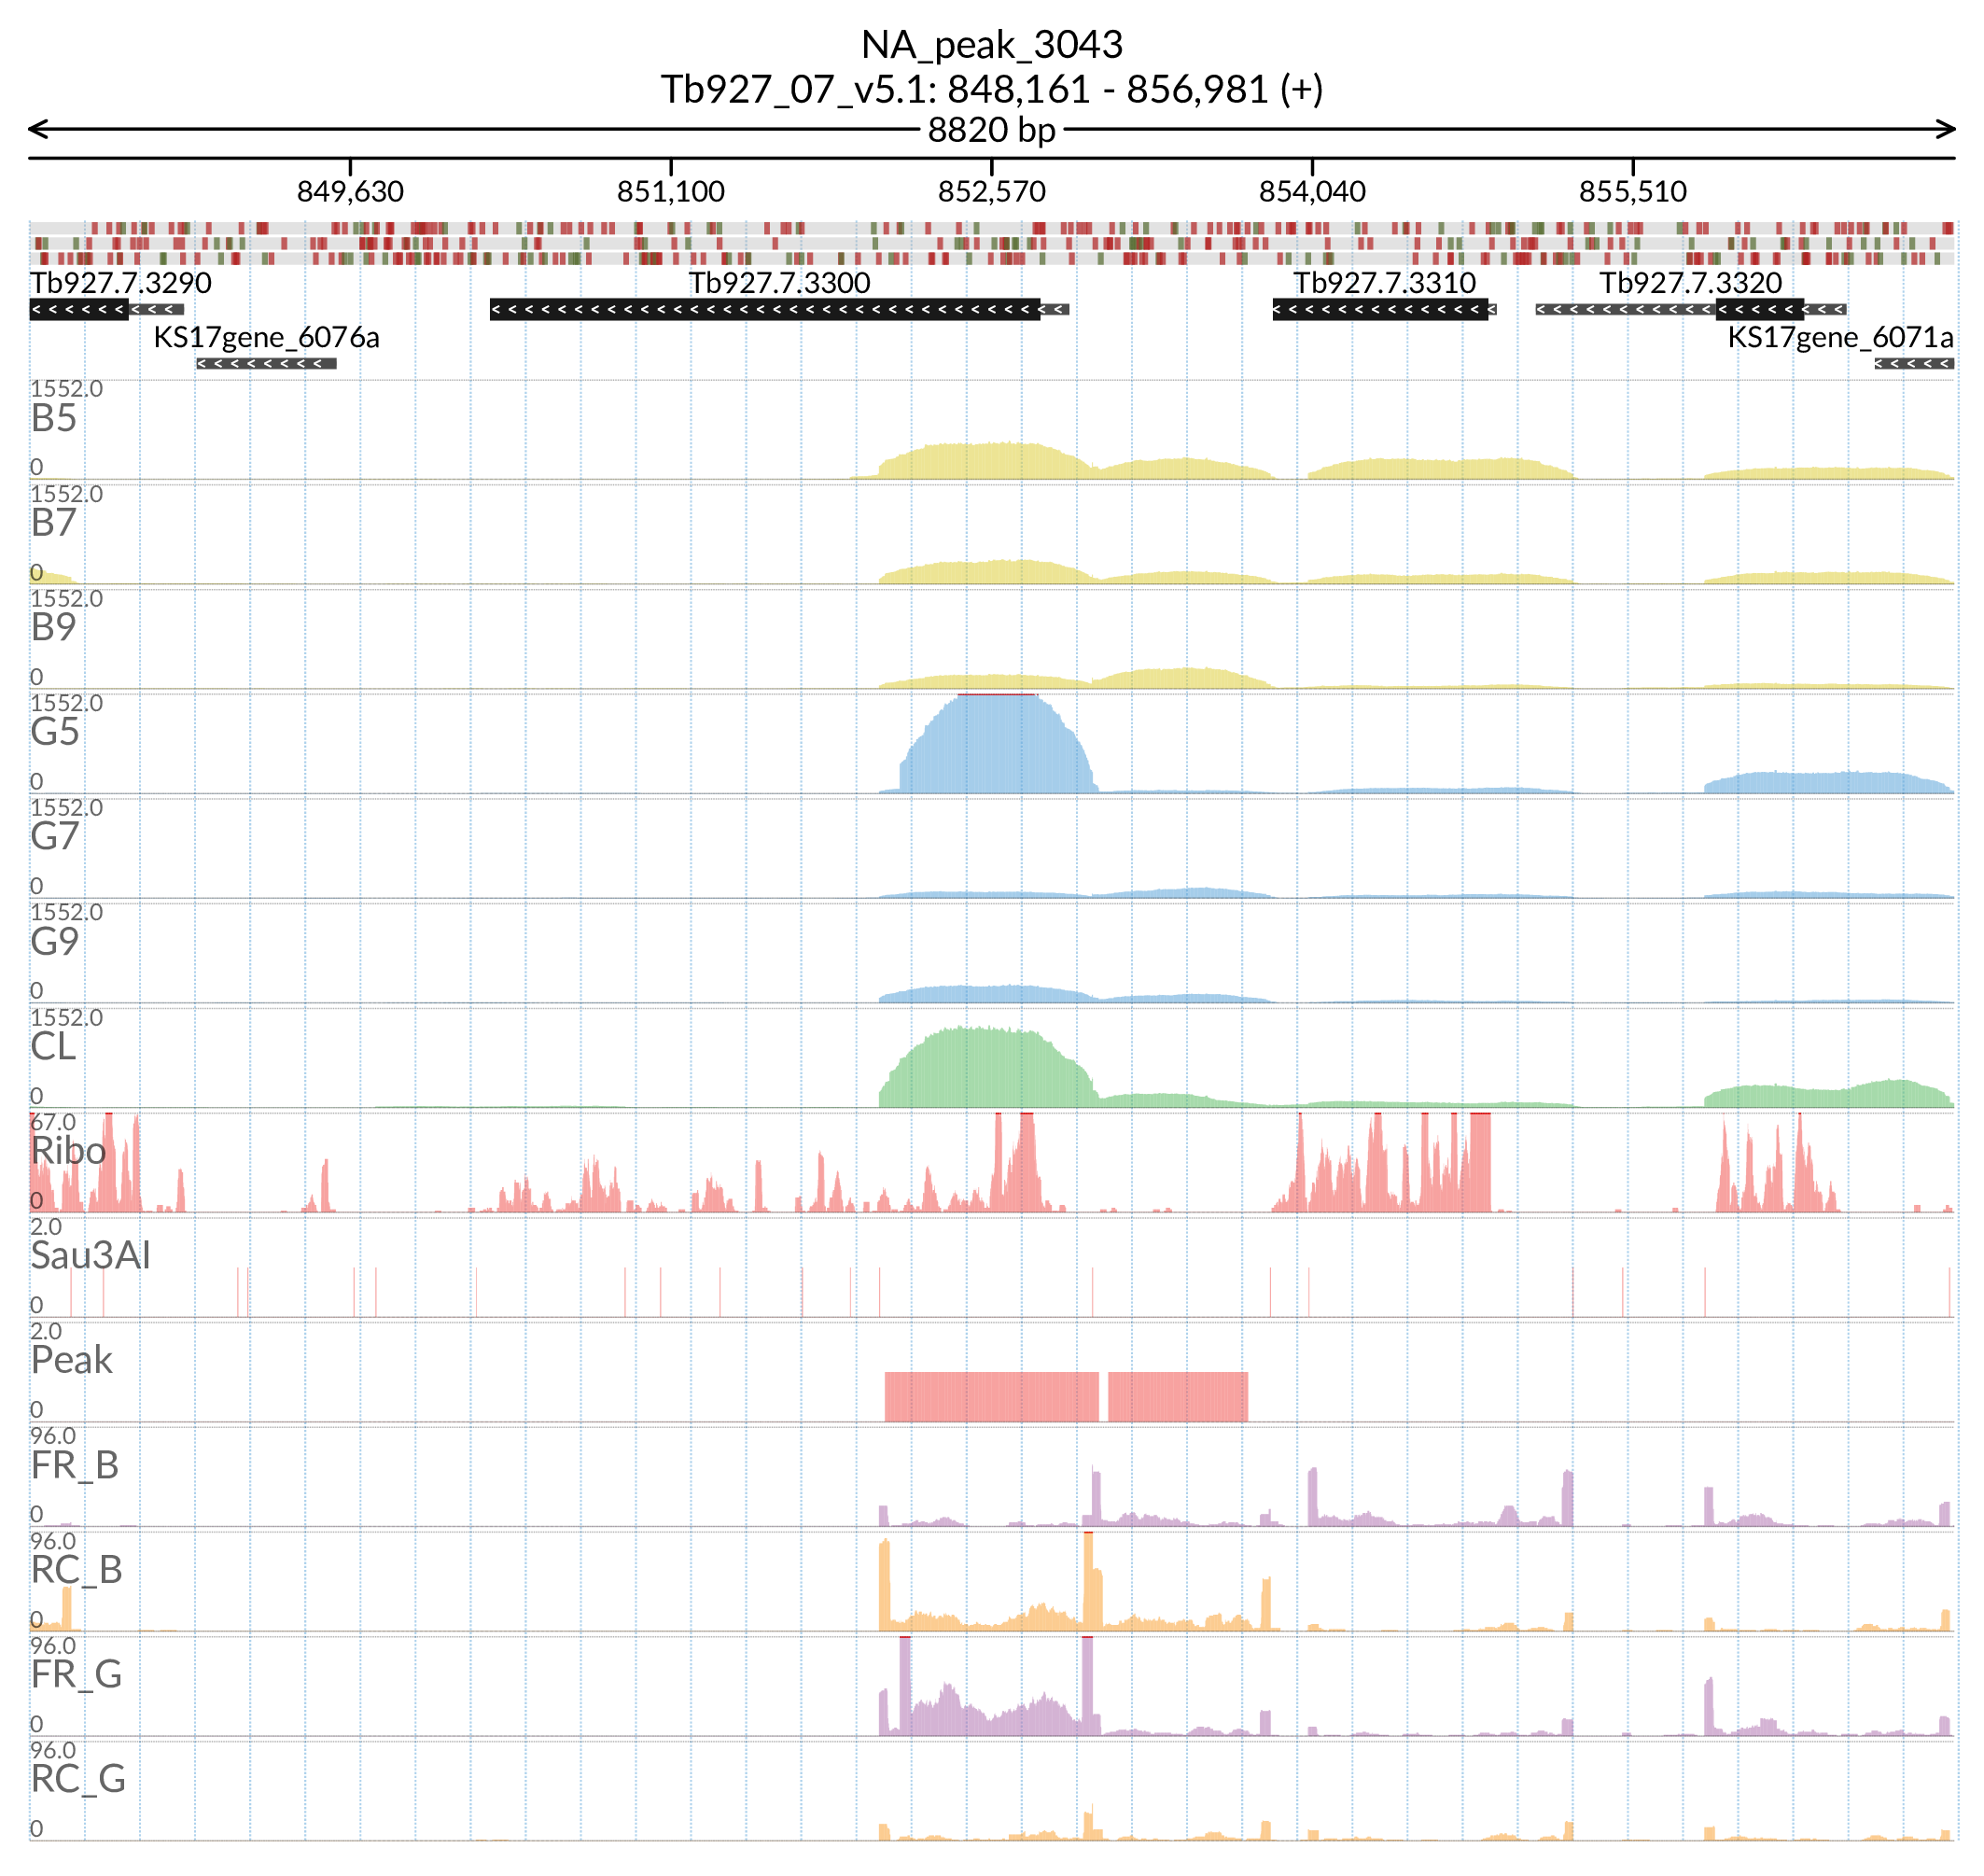 NA_peak_3043
Tb927_07_v5.1: 848,161 - 856,981 (+)
8820 bp
849,630 851,100 852,570 854,040 855,510
Tb927.7.3290 Tb927.7.3300 Tb927.7.3310 Tb927.7.3320
KS17gene_6076a KS17gene_6071a
1552.0
B5
0
1552.0
B7
0
1552.0
B9
0
1552.0
G5
0
1552.0
G7
0
1552.0
G9
0
1552.0
CL
0
67.0
Ribo
0
2.0
Sau3AI
0
2.0
Peak
0
96.0
FR_B
0
96.0
RC_B
0
96.0
FR_G
0
96.0
RC_G
0